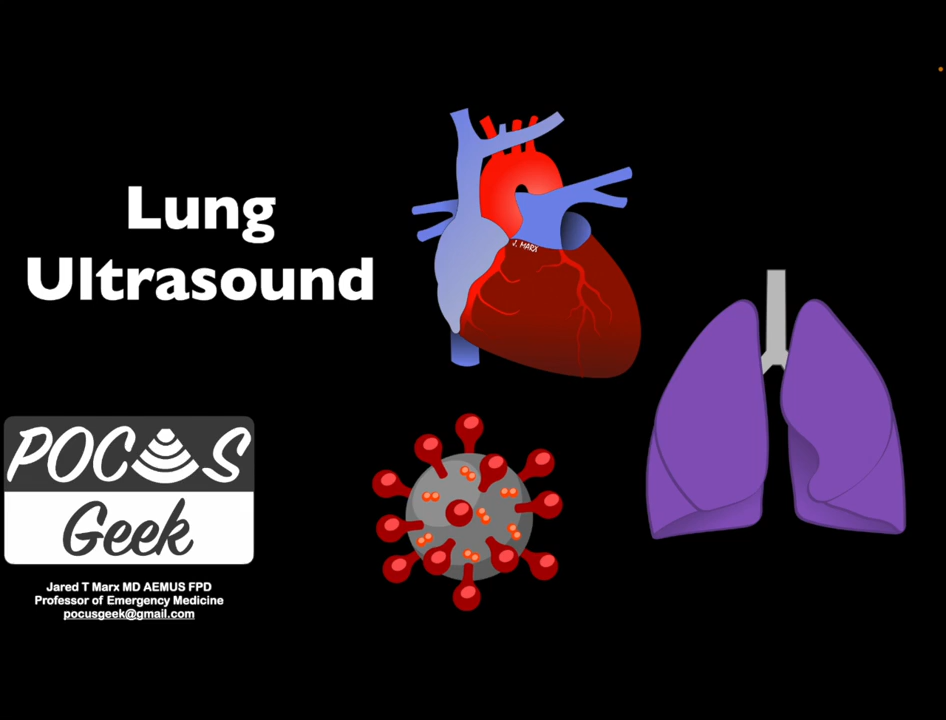 Lung
Ultrasound
J. MARX
POCUS
Geek
Jared T Marx MD AEMUS FPD
Professor of Emergency Medicine
pocusgeek@gmail.com